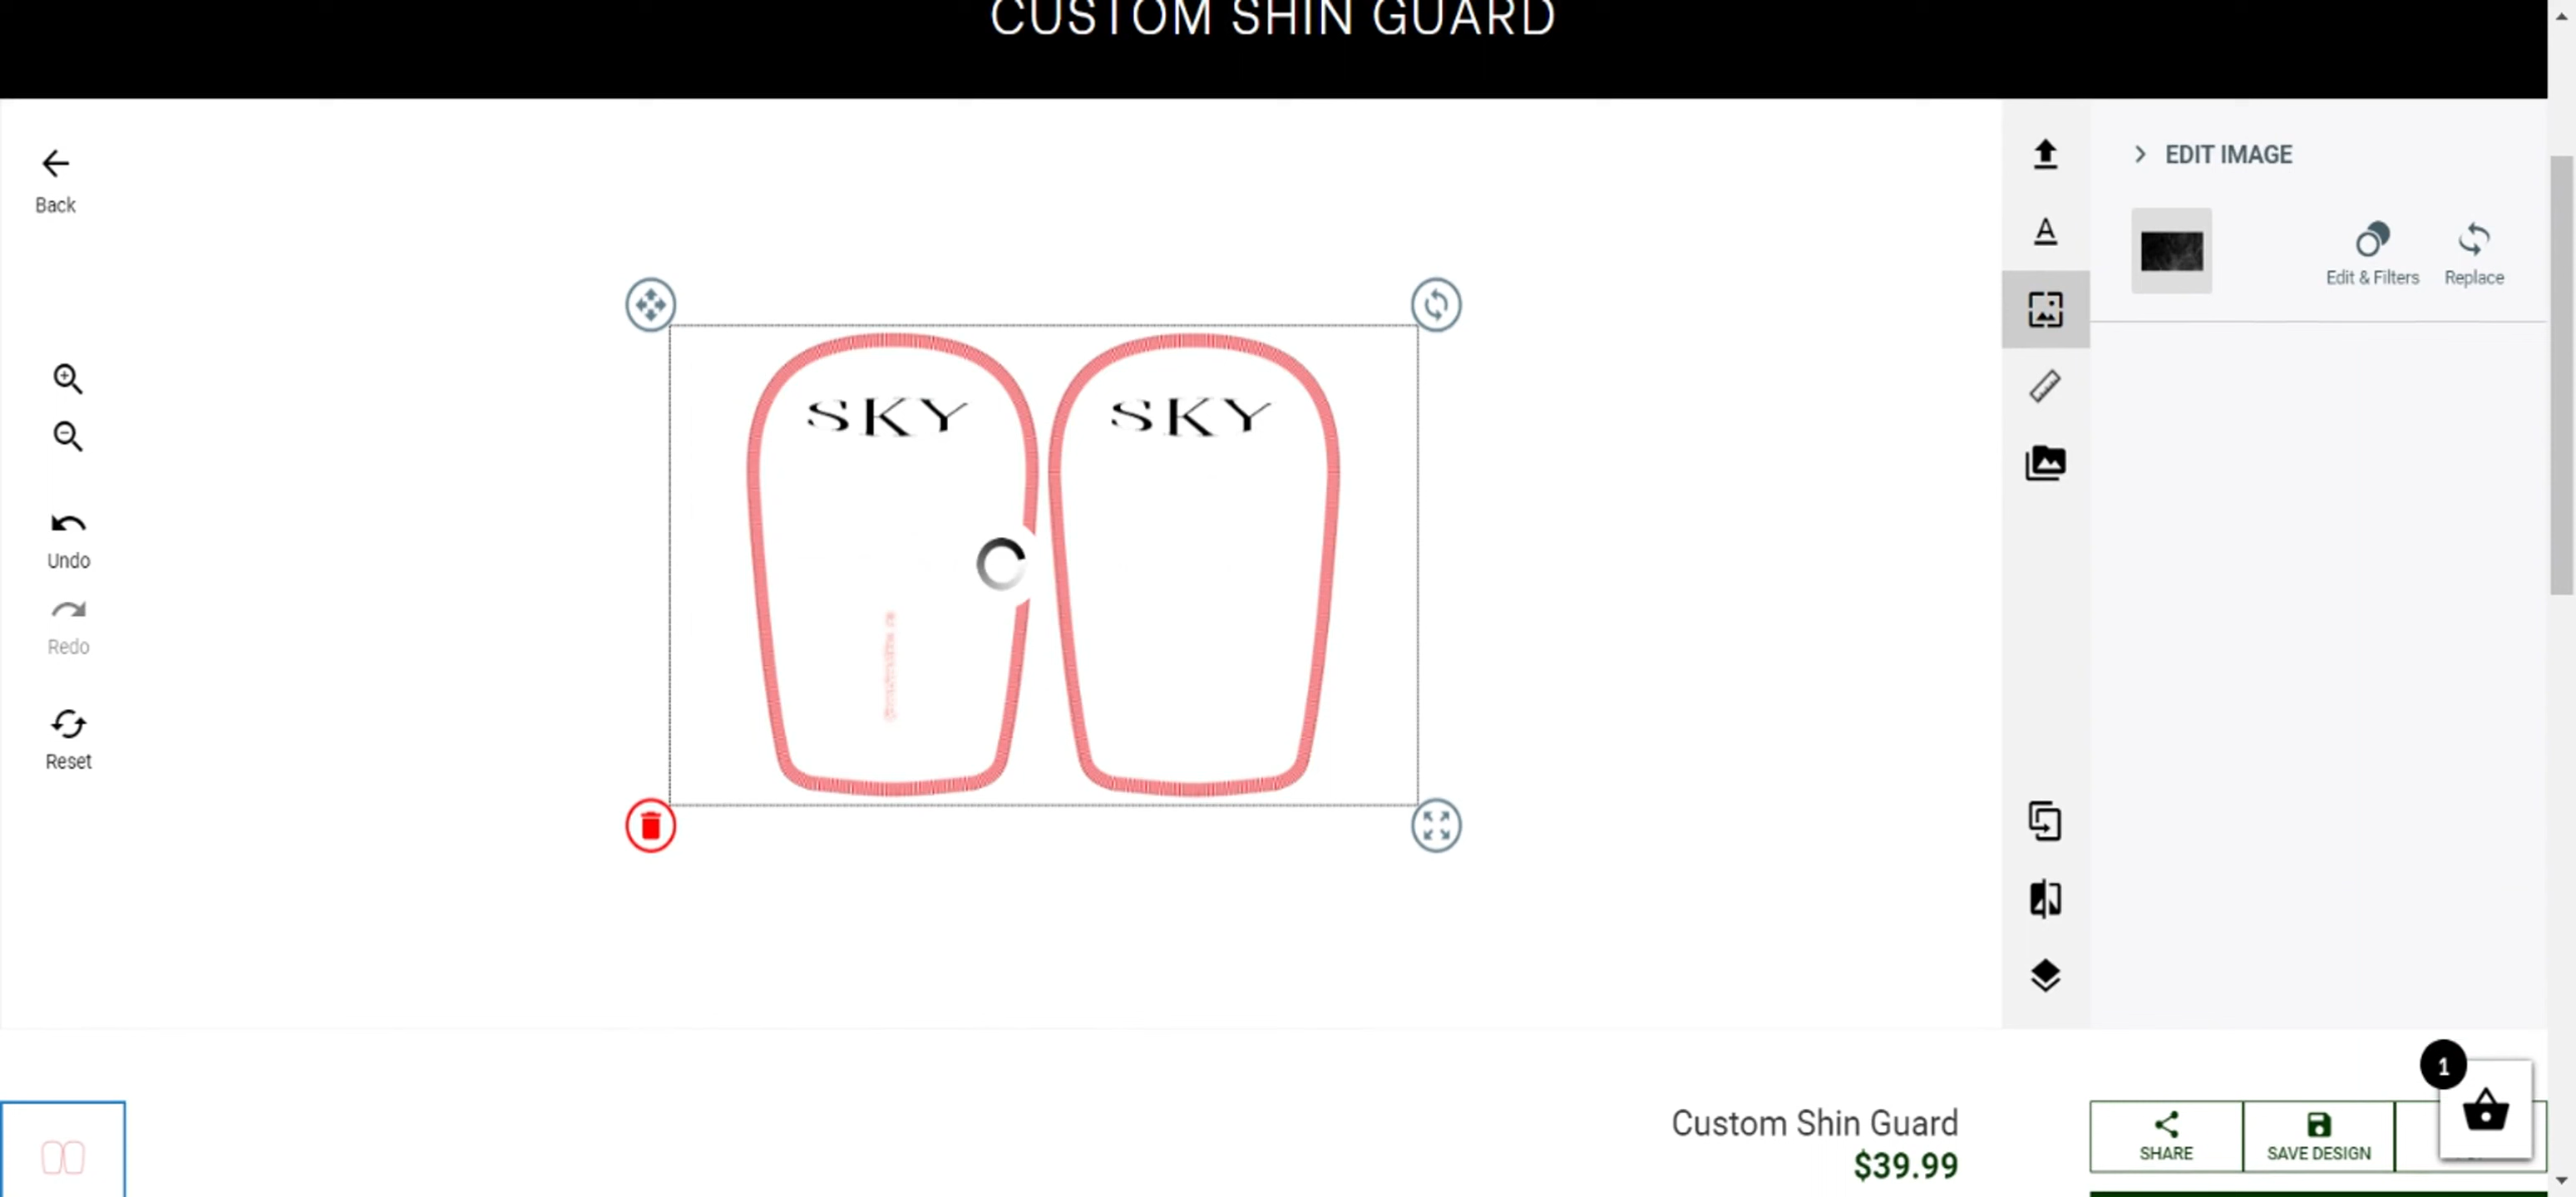 CUSTOM SHIN GUARD
Back
EDIT IMAGE
Edit & Filters
Replace
SKY
SKY
Undo
Redo
Reset
1
Custom Shin Guard
$39.99
SHARE
SAVE DESIGN